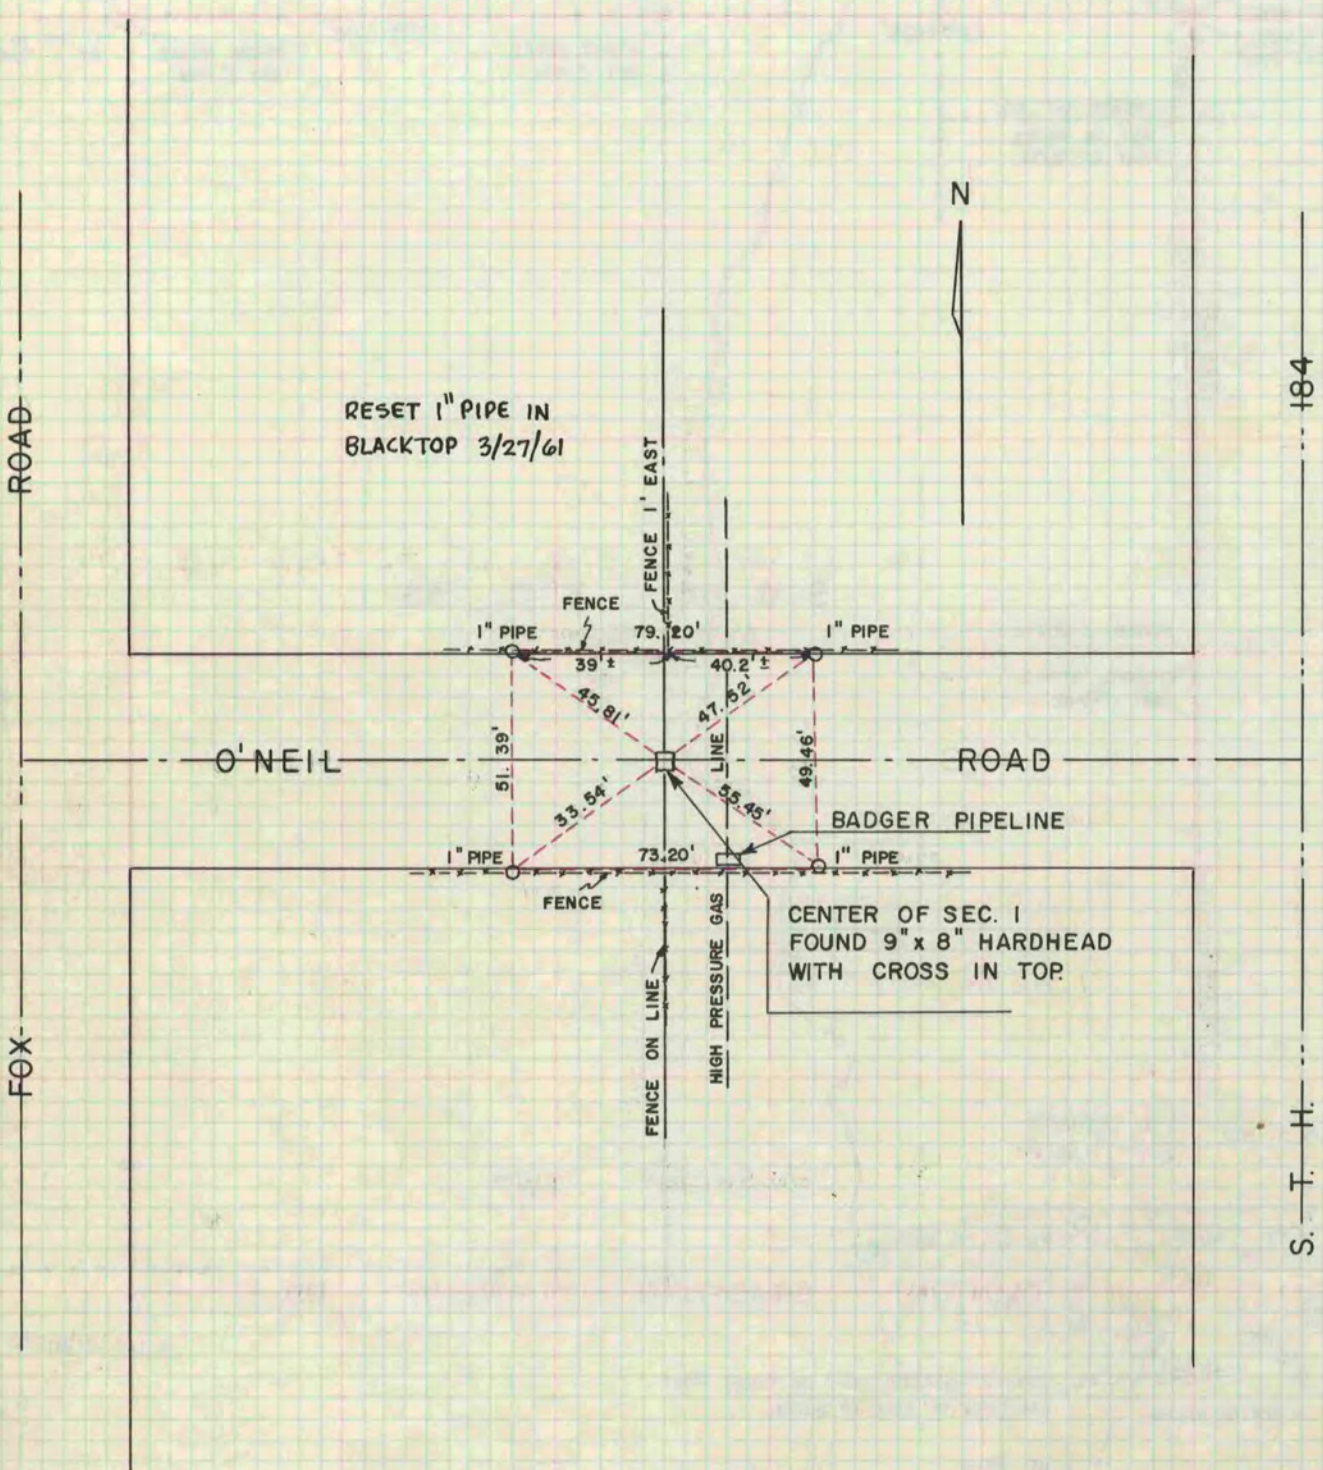 N
184
RESET 1" PIPE IN
BLACKTOP 3/27/61
ROAD
FENCE 1' EAST
FENCE
1" PIPE
79.20'
1" PIPE
39'±
40.2'±
45.81'
47.52'
51.39'
LINE
49.46'
O'NEIL
ROAD
33.54'
55.45'
BADGER PIPELINE
1" PIPE
73.20'
1" PIPE
FENCE
HIGH PRESSURE GAS
CENTER OF SEC. 1
FOUND 9" x 8" HARDHEAD
WITH CROSS IN TOP.
FENCE ON LINE
FOX
S. T. H.